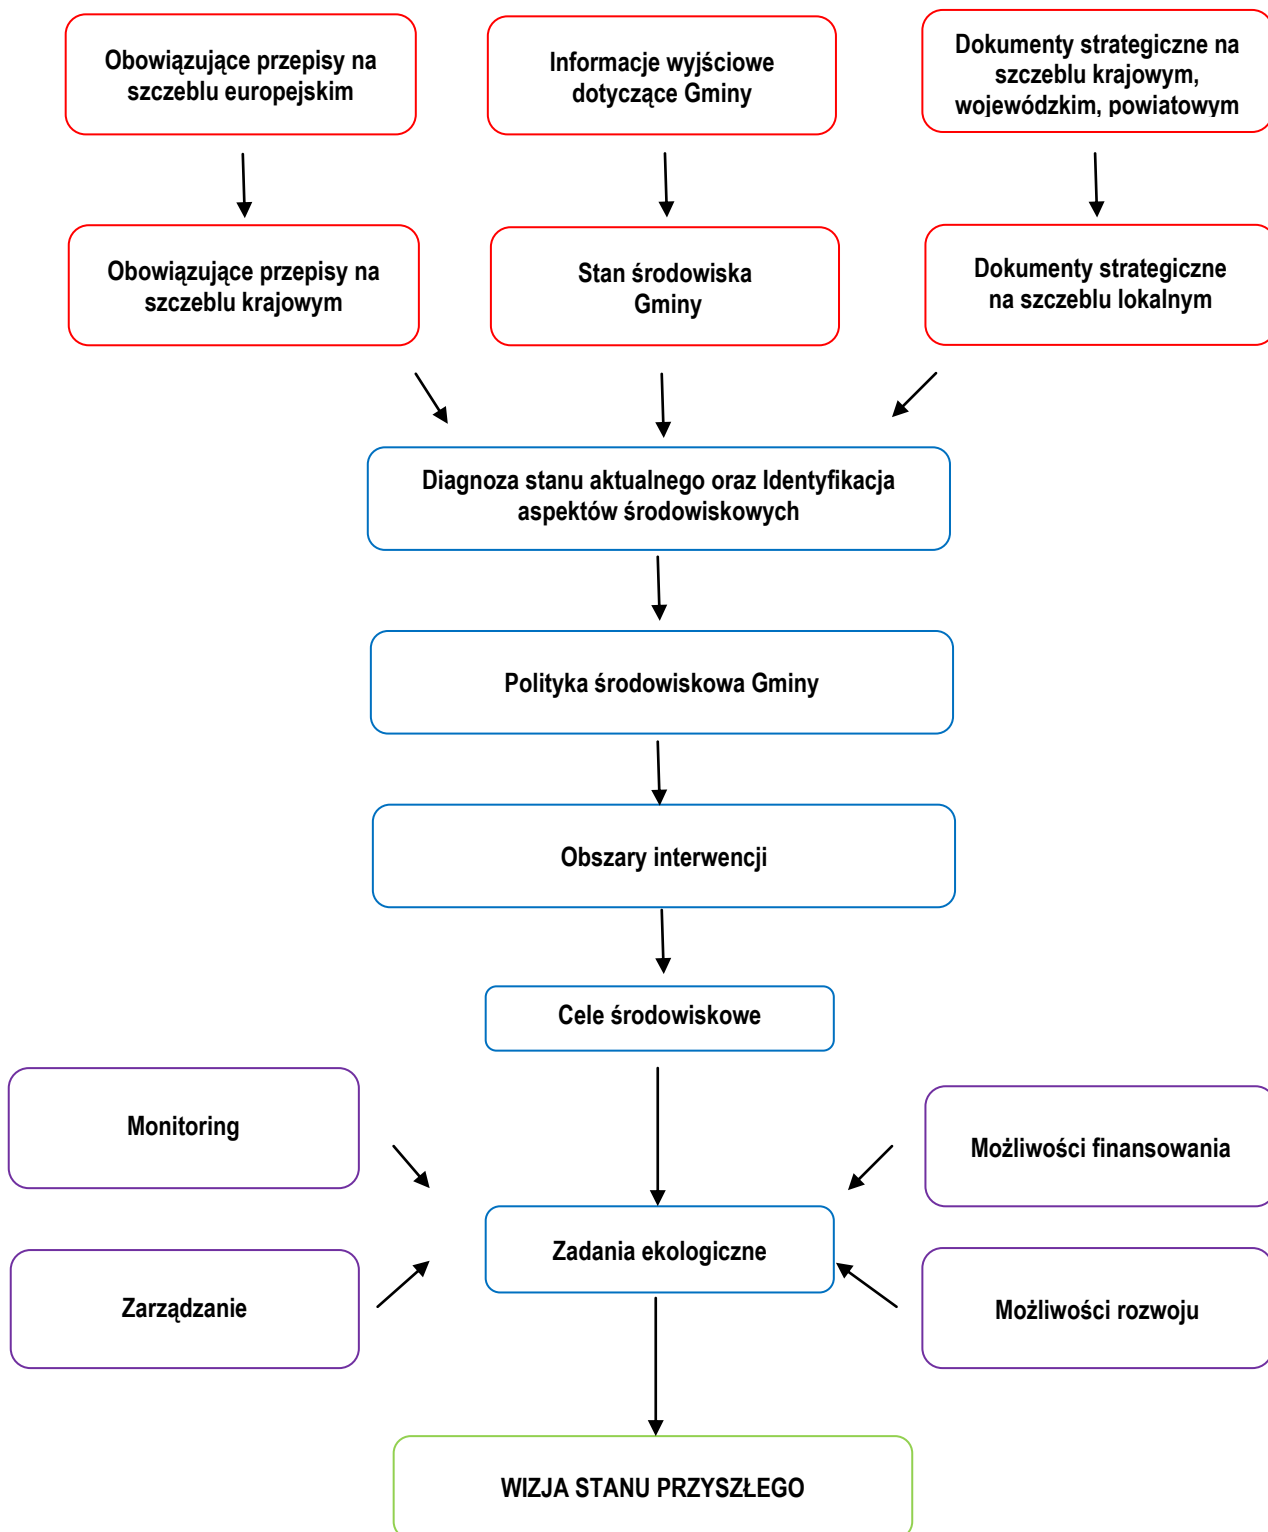 Obowiązujące przepisy na
szczeblu europejskim
Informacje wyjściowe
dotyczące Gminy
Dokumenty strategiczne na
szczeblu krajowym,
wojewódzkim, powiatowym
Obowiązujące przepisy na
szczeblu krajowym
Stan środowiska
Gminy
Dokumenty strategiczne
na szczeblu lokalnym
Diagnoza stanu aktualnego oraz Identyfikacja
aspektów środowiskowych
Polityka środowiskowa Gminy
Obszary interwencji
Cele środowiskowe
Monitoring
Możliwości finansowania
Zadania ekologiczne
Zarządzanie
Możliwości rozwoju
WIZJA STANU PRZYSZŁEGO